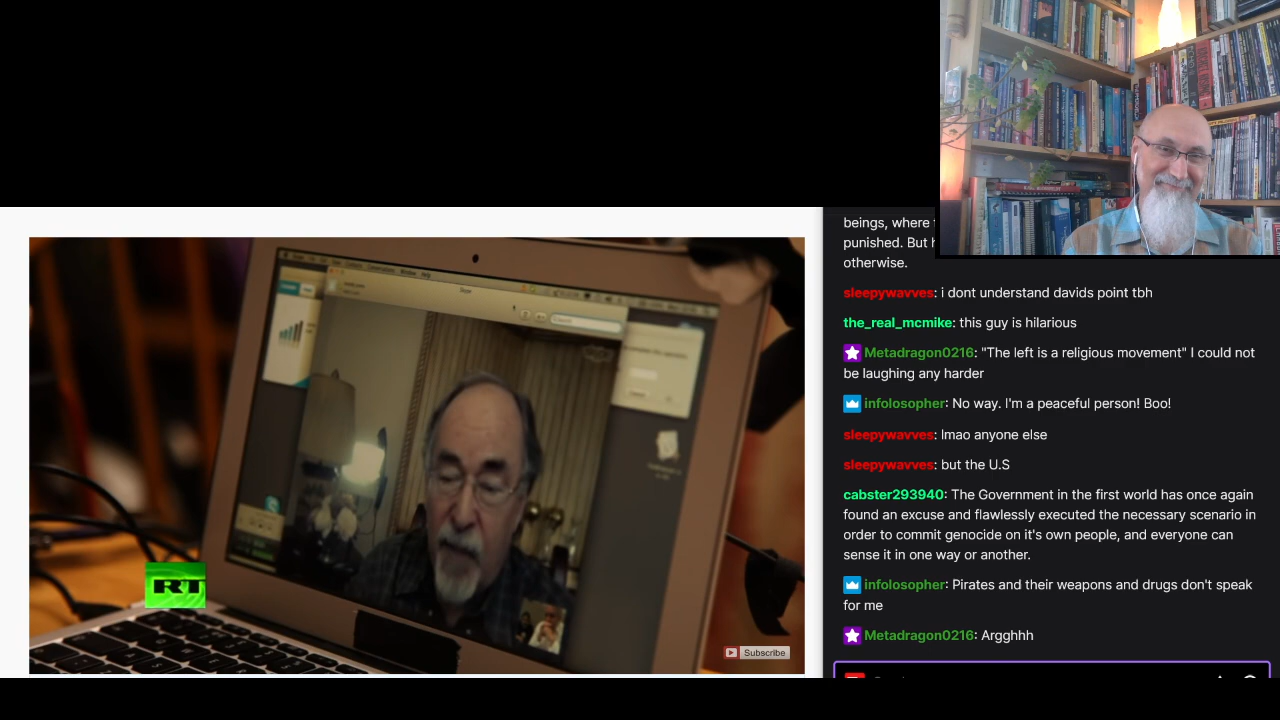 beings, where
punished. But
otherwise.
sleepywavves: i dont understand davids point tbh
the_real_mcmike: this guy is hilarious
Metadragon0216: "The left is a religious movement" I could not
be laughing any harder
infolosopher: No way. I'm a peaceful person! Boo!
sleepywavves: lmao anyone else
sleepywavves: but the U.S
cabster293940: The Government in the first world has once again
found an excuse and flawlessly executed the necessary scenario in
order to commit genocide on it's own people, and everyone can
sense it in one way or another.
infolosopher: Pirates and their weapons and drugs don't speak
for me
Metadragon0216: Argghhh
RT
Subscribe